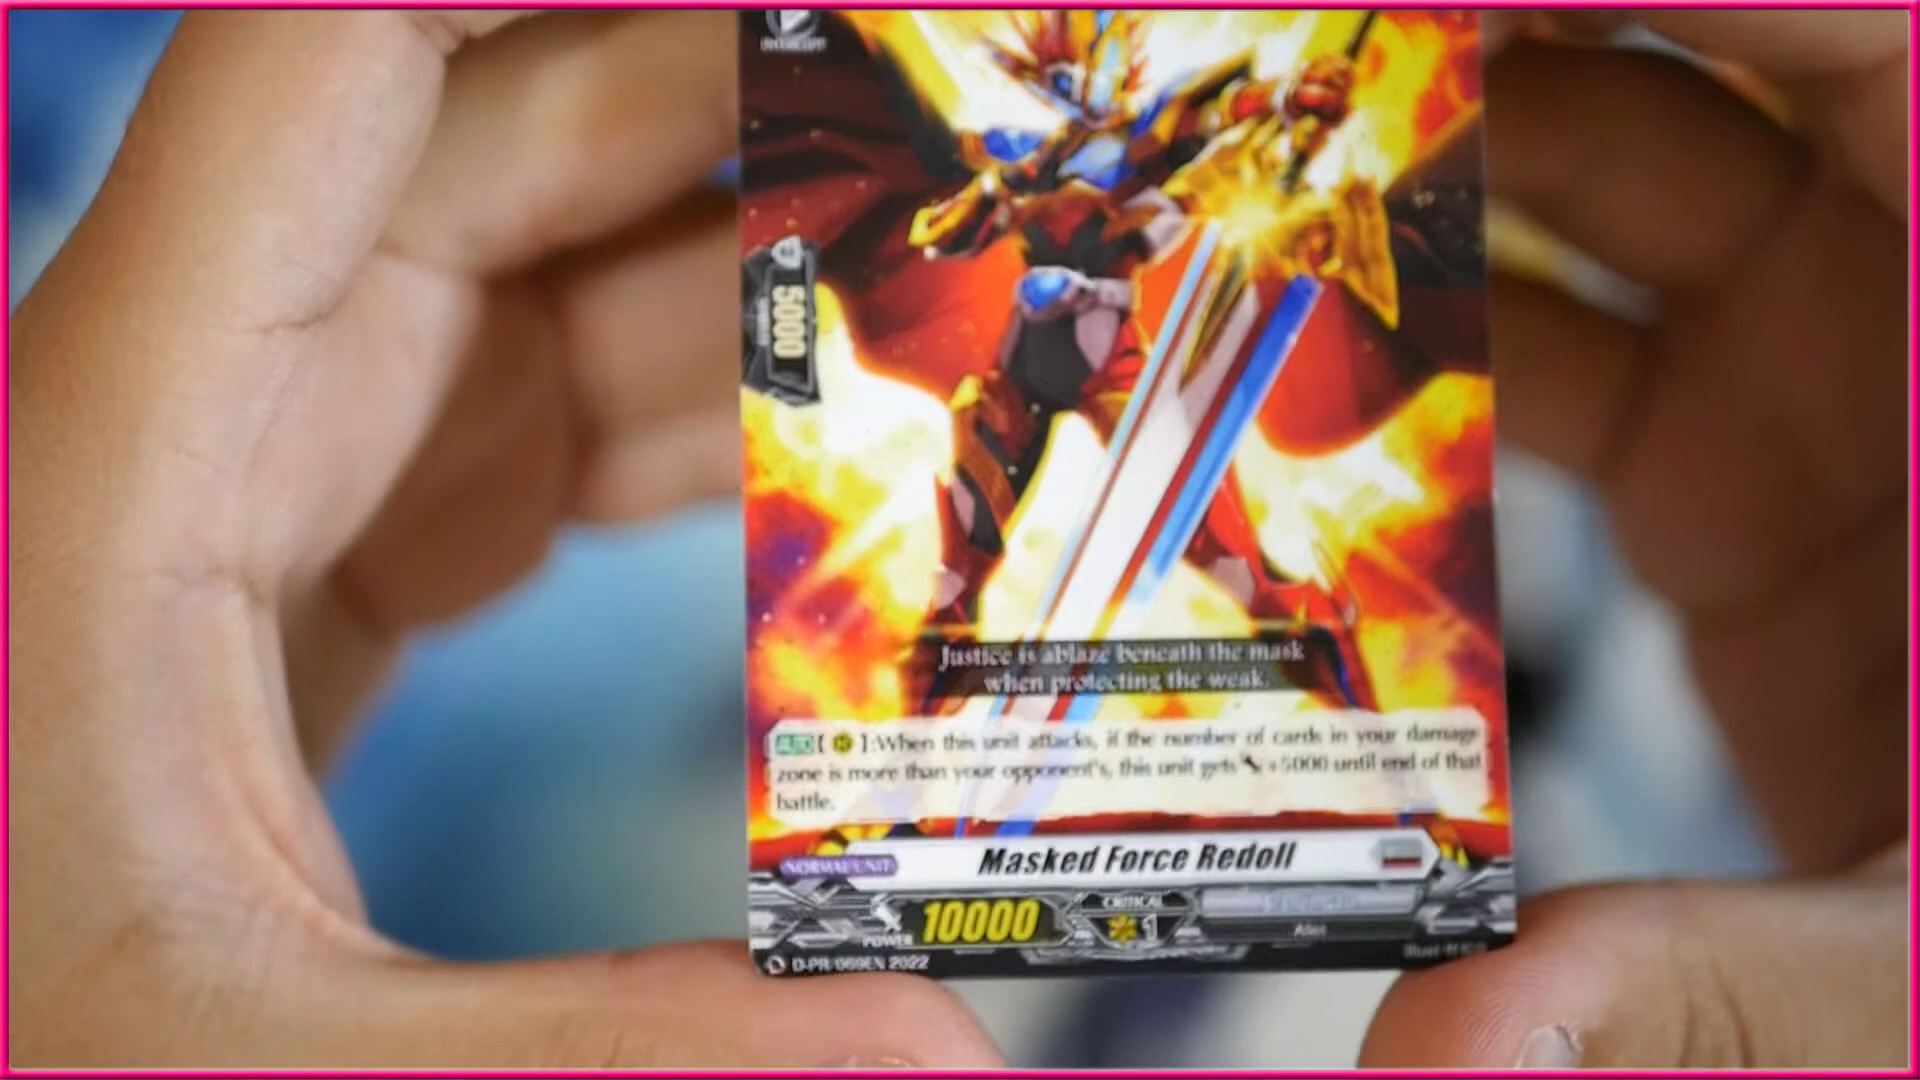 5000
Justice is ablaze beneath the mask
when protecting the weak.
AUTO [ ]:When this unit attacks, if the number of cards in your damage
zone is more than your opponent's, this unit gets +5000 until end of that
battle.
NORMAL UNIT
Masked Force Redoll
POWER 10000 CRITICAL 1
Alien
D-PR/069EN 2022